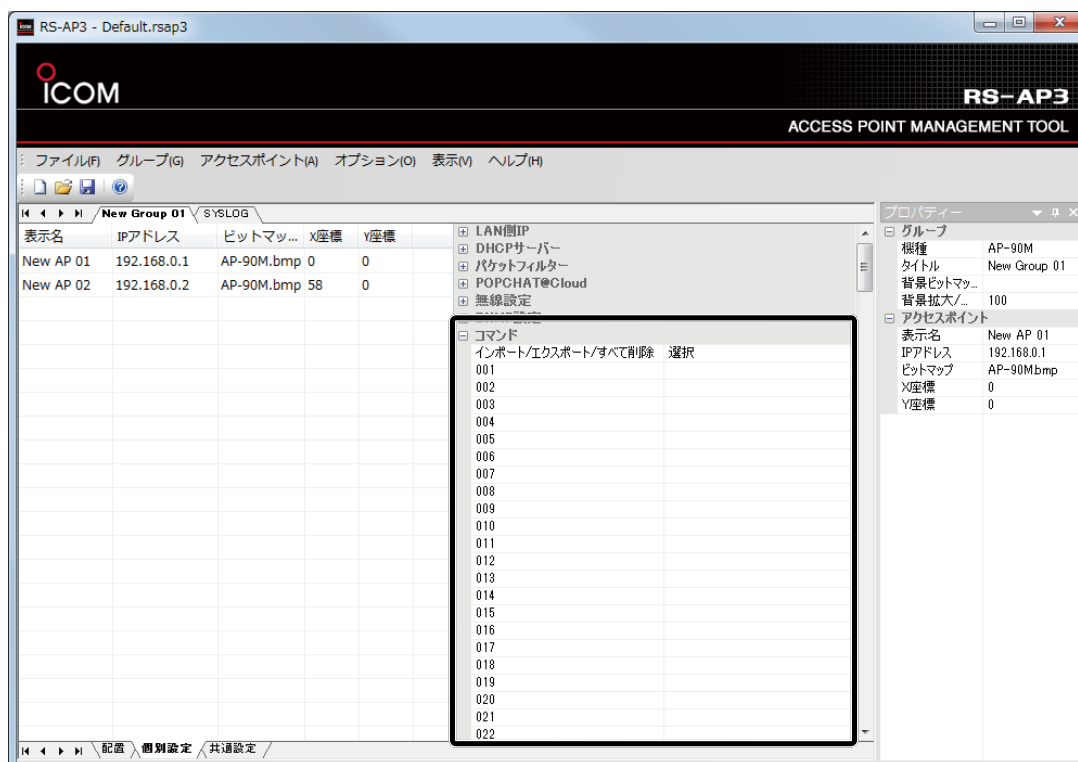 RS-AP3 - Default.rsap3
ICOM
RS-AP3
ACCESS POINT MANAGEMENT TOOL
ファイル(F) グループ(G) アクセスポイント(A) オプション(O) 表示(V) ヘルプ(H)
New Group 01 SYSLOG
表示名 IPアドレス ビットマッ... X座標 Y座標
New AP 01 192.168.0.1 AP-90M.bmp 0 0
New AP 02 192.168.0.2 AP-90M.bmp 58 0
LAN側IP
DHCPサーバー
パケットフィルター
POPCHAT@Cloud
無線設定
コマンド
インポート/エクスポート/すべて削除 選択
001
002
003
004
005
006
007
008
009
010
011
012
013
014
015
016
017
018
019
020
021
022
プロパティー
グループ
機種 AP-90M
タイトル New Group 01
背景ビットマッ...
背景拡大/... 100
アクセスポイント
表示名 New AP 01
IPアドレス 192.168.0.1
ビットマップ AP-90M.bmp
X座標 0
Y座標 0
配置 個別設定 共通設定